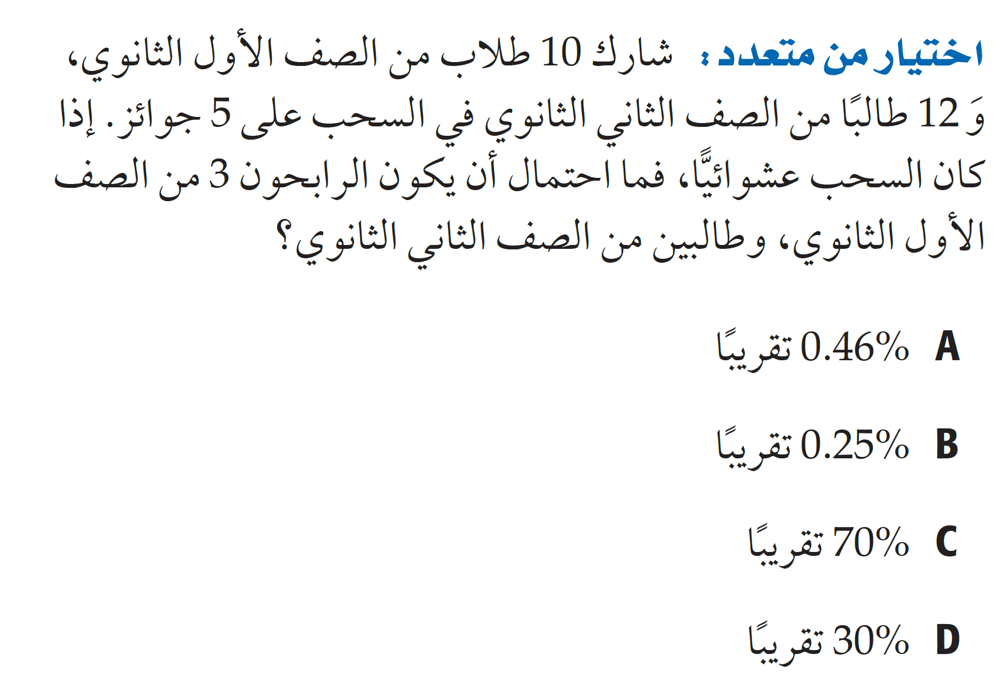 اختيار من متعدد: شارك 10 طلاب من الصف الأول الثانوي،
وَ 12 طالبًا من الصف الثاني الثانوي في السحب على 5 جوائز. إذا
كان السحب عشوائيًّا، فما احتمال أن يكون الرابحون 3 من الصف
الأول الثانوي، وطالبين من الصف الثاني الثانوي؟
A 0.46% تقريبًا
B 0.25% تقريبًا
C 70% تقريبًا
D 30% تقريبًا